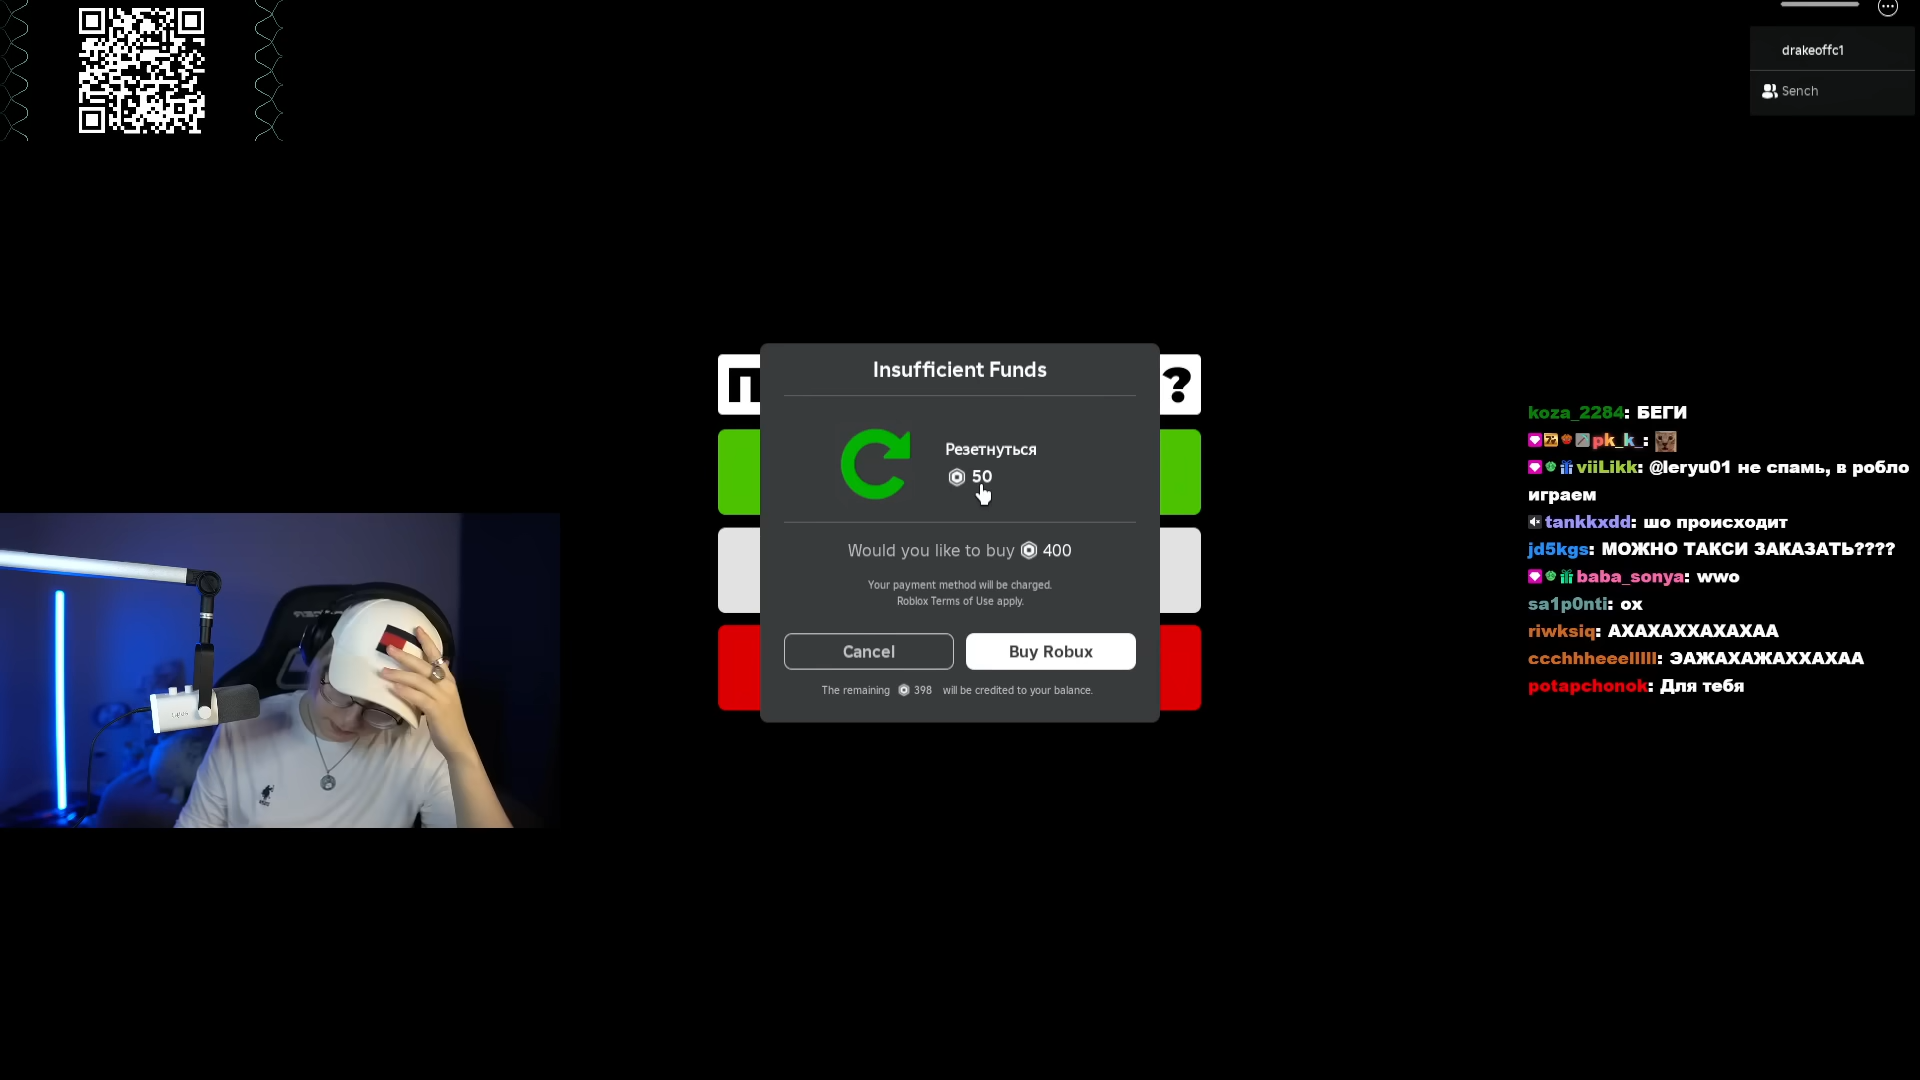 drakeoffc1
Sench
П
?
Insufficient Funds
Резетнуться
50
Would you like to buy 400
Your payment method will be charged.
Roblox Terms of Use apply.
Cancel
Buy Robux
The remaining 398 will be credited to your balance.
koza_2284: БЕГИ
pk_k_:
viiLikk: @leryu01 не спамь, в робло
играем
tankkxdd: шо происходит
jd5kgs: МОЖНО ТАКСИ ЗАКАЗАТЬ????
baba_sonya: wwo
sa1p0nti: ох
riwksiq: АХАХАХХАХАХАА
ccchhheeelllll: ЭАЖАХАЖАХХАХАА
potapchonok: Для тебя